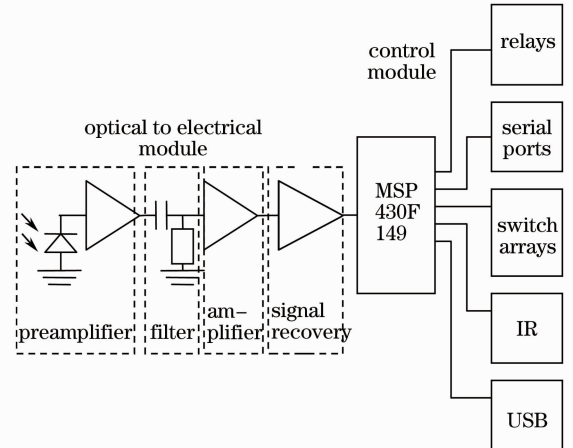 optical to electrical
module
preamplifier
filter
am–
plifier
signal
recovery
control
module
MSP
430F
149
relays
serial
ports
switch
arrays
IR
USB